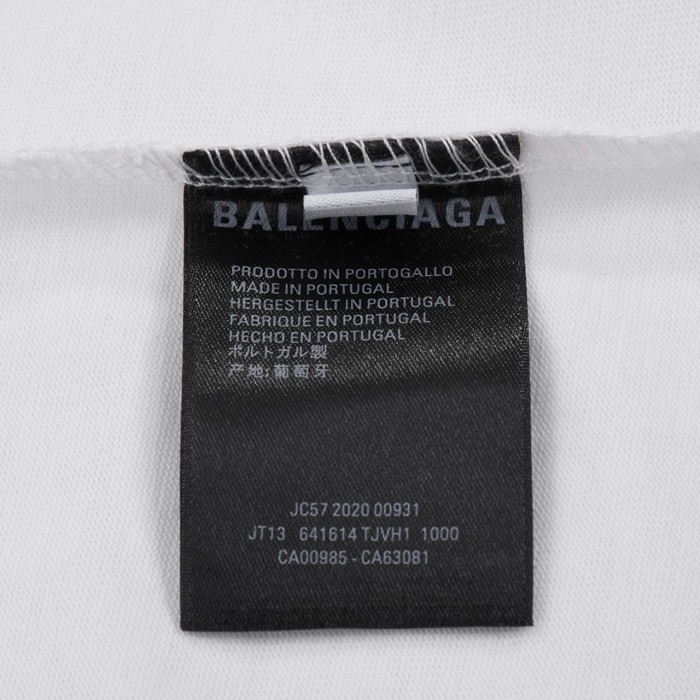 BALENCIAGA
PRODOTTO IN PORTOGALLO
MADE IN PORTUGAL
HERGESTELLT IN PORTUGAL
FABRIQUE EN PORTUGAL
HECHO EN PORTUGAL
ポルトガル製
产地:葡萄牙
JC57 2020 00931
JT13 641614 TJVH1 1000
CA00985 - CA63081